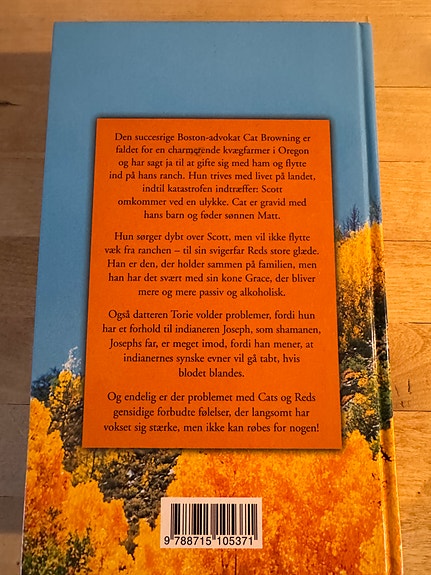 Den succesrige Boston-advokat Cat Browning er
faldet for en charmerende kvægfarmer i Oregon
og har sagt ja til at gifte sig med ham og flytte
ind på hans ranch. Hun trives med livet på landet,
indtil katastrofen indtræffer: Scott
omkommer ved en ulykke. Cat er gravid med
hans barn og føder sønnen Matt.
Hun sørger dybt over Scott, men vil ikke flytte
væk fra ranchen – til sin svigerfar Reds store glæde.
Han er den, der holder sammen på familien, men
han har det svært med sin kone Grace, der bliver
mere og mere passiv og alkoholisk.
Også datteren Torie volder problemer, fordi hun
har et forhold til indianeren Joseph, som shamanen,
Josephs far, er meget imod, fordi han mener, at
indianernes synske evner vil gå tabt, hvis
blodet blandes.
Og endelig er der problemet med Cats og Reds
gensidige forbudte følelser, der langsomt har
vokset sig stærke, men ikke kan røbes for nogen!
9 788715 105371